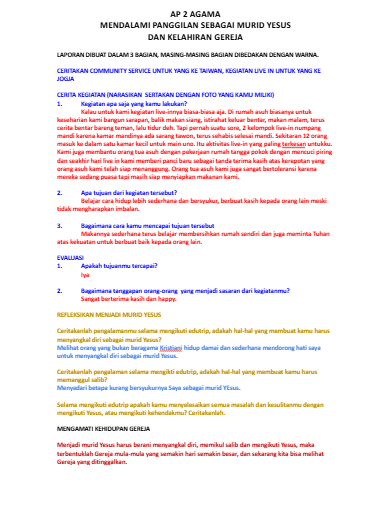 AP 2 AGAMA
MENDALAMI PANGGILAN SEBAGAI MURID YESUS
DAN KELAHIRAN GEREJA
LAPORAN DIBUAT DALAM 3 BAGIAN, MASING-MASING BAGIAN DIBEDAKAN DENGAN WARNA.
CERITAKAN COMMUNITY SERVICE UNTUK YANG KE TAIWAN, KEGIATAN LIVE IN UNTUK YANG KE
JOGJA
CERITA KEGIATAN (NARASIKAN SERTAKAN DENGAN FOTO YANG KAMU MILIKI)
1. Kegiatan apa saja yang kamu lakukan?
Kalau untuk kami kegiatan live-innya biasa-biasa aja. Di rumah asuh biasanya untuk
keseharian kami bangun sarapan, balik makan siang, istirahat keluar benter, makan malam, terus
cerita bentar bareng teman, lalu tidur deh. Tapi pernah suatu sore, 2 kelompok live-in numpang
mandi karena kamar mandinya ada sarang tawon, terus sehabis selesai mandi. Sekitaran 12 orang
masuk ke dalam satu kamar kecil untuk main uno. Itu aktivitas live-in yang paling terkesan untukku.
Kami juga membantu orang tua asuh dengan pekerjaan rumah tangga pokok dengan mencuci piring
dan seakhir hari live in kami memberi panci baru sebagai tanda terima kasih atas kerepotan yang
orang asuh kami telah siap menanggung. Orang tua asuh kami juga sangat bertoleransi karena
mereka sedang puasa tapi masih siap menyiapkan makanan kami.
2. Apa tujuan dari kegiatan tersebut?
Belajar cara hidup lebih sederhana dan bersyukur, berbuat kasih kepada orang lain meski
tidak mengharapkan imbalan.
3. Bagaimana cara kamu mencapai tujuan tersebut
Makannya sederhana terus belajar membersihkan rumah sendiri dan juga meminta Tuhan
atas kekuatan untuk berbuat baik kepada orang lain.
EVALUASI
1. Apakah tujuanmu tercapai?
Iya
2. Bagaimana tanggapan orang-orang yang menjadi sasaran dari kegiatanmu?
Sangat berterima kasih dan happy.
REFLEKSIKAN MENJADI MURID YESUS
Ceritakanlah pengalamanmu selama mengikuti edutrip, adakah hal-hal yang membuat kamu harus
menyangkal diri sebagai murid Yesus?
Melihat orang yang bukan beragama Kristiani hidup damai dan sederhana mendorong hati saya
untuk menyangkal diri sebagai murid Yesus.
Ceritakanlah pengalaman selama mengikti edutrip, adakah hal-hal yang membuat kamu harus
memanggul salib?
Menyadari betapa kurang bersyukurnya Saya sebagai murid YEsus.
Selama mengikuti edutrip apakah kamu menyelesaikan semua masalah dan kesulitanmu dengan
mengikuti Yesus, atau mengikuti kehendakmu? Ceritakanlah.
MENGAMATI KEHIDUPAN GEREJA
Menjadi murid Yesus harus berani menyangkal diri, memikul salib dan mengikuti Yesus, maka
terbentuklah Gereja mula-mula yang semakin hari semakin besar, dan sekarang kita bisa melihat
Gereja yang ditinggalkan.